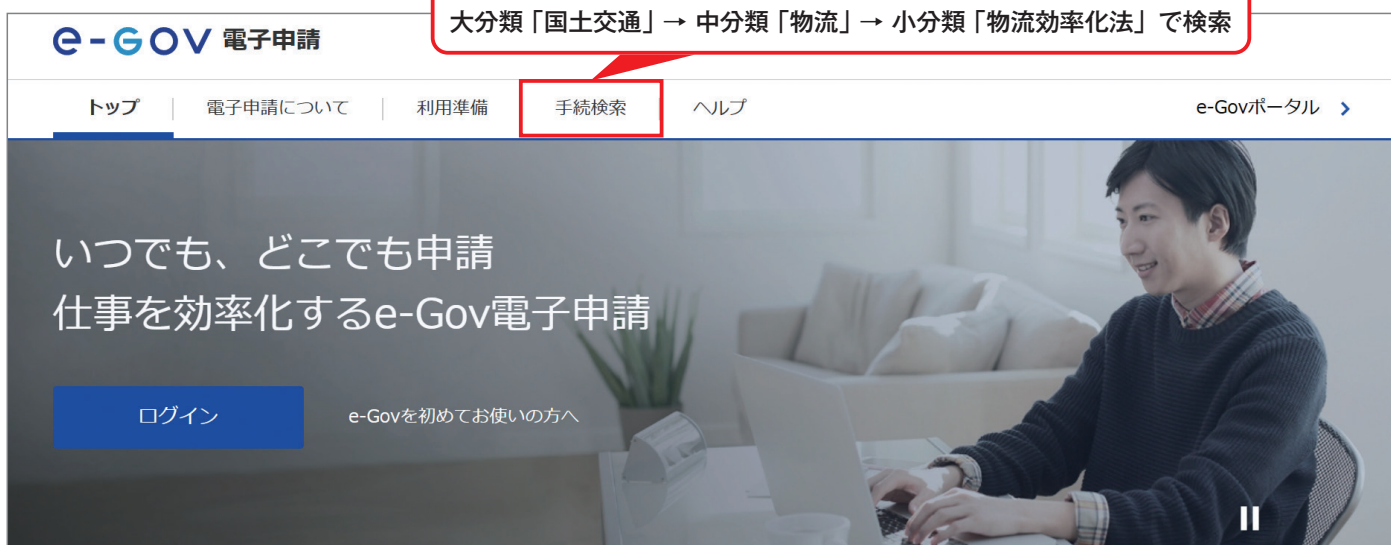 大分類「国土交通」→ 中分類「物流」→ 小分類「物流効率化法」で検索
e-GOV 電子申請
トップ 電子申請について 利用準備 手続検索 ヘルプ e-Govポータル
いつでも、どこでも申請
仕事を効率化するe-Gov電子申請
ログイン e-Govを初めてお使いの方へ